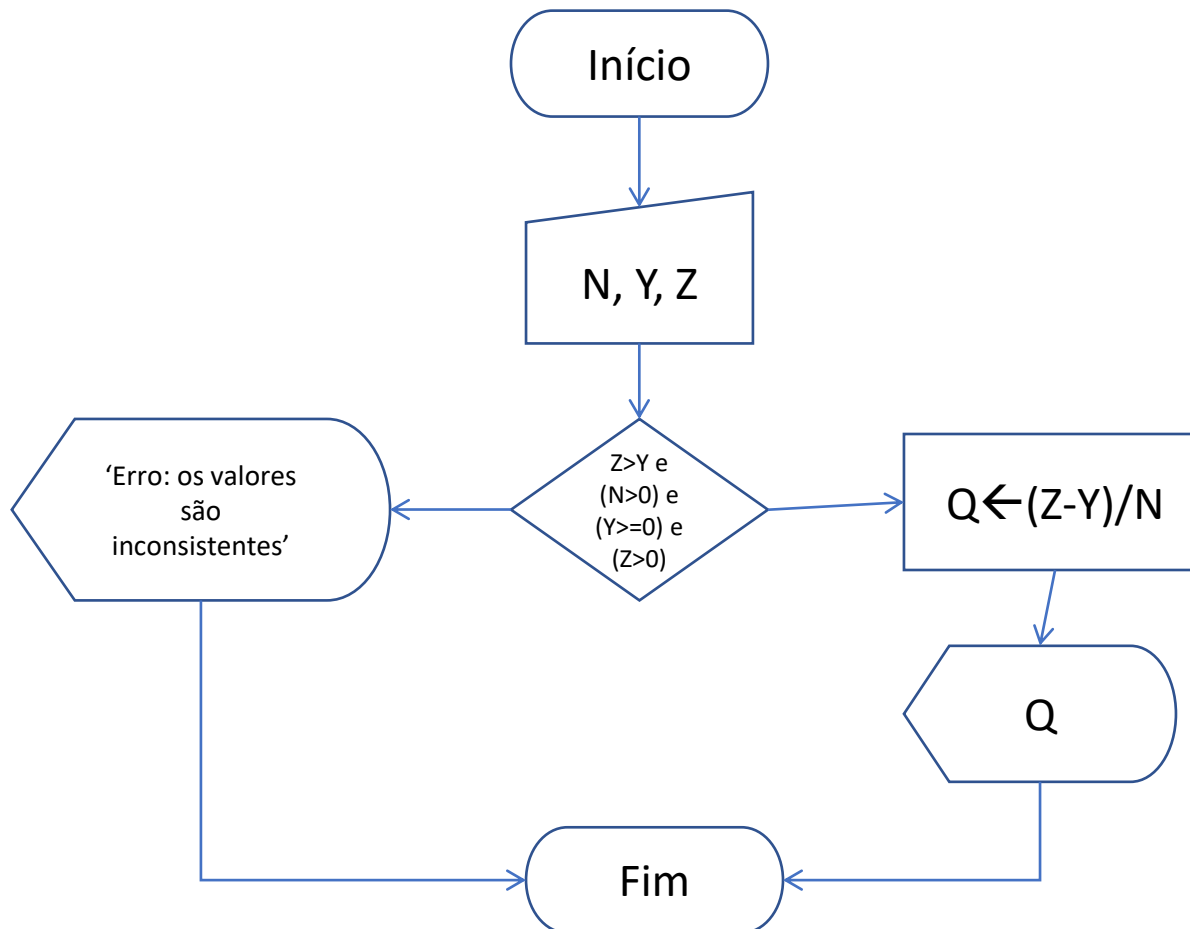 Início
N, Y, Z
‘Erro: os valores
são
inconsistentes’
Z>Y e
(N>0) e
(Y>=0) e
(Z>0)
Q←(Z-Y)/N
Q
Fim